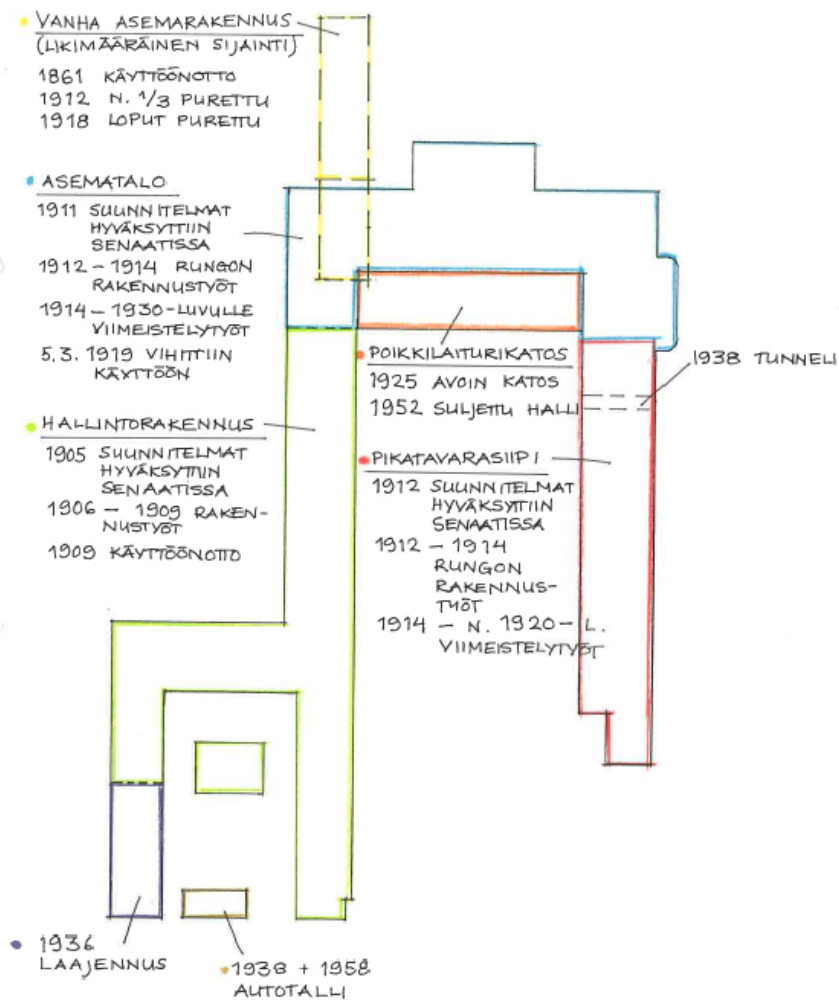 VANHA ASEMARAKENNUS
(LIKIMÄÄRÄINEN SIJAINTI)
1861 KÄYTTÖÖNOTTO
1912 N. 1/3 PURETTU
1918 LOPUT PURETTU
ASEMATALO
1911 SUUNNITELMAT
HYVÄKSYTTIIN
SENAATISSA
1912 – 1914 RUNGON
RAKENNUSTYÖT
1914 – 1930-LUVULLE
VIIMEISTELYTYÖT
5.3. 1919 VIHITTIIN
KÄYTTÖÖN
HALLINTORAKENNUS
1905 SUUNNITELMAT
HYVÄKSYTTIIN
SENAATISSA
1906 – 1909 RAKEN-
NUSTYÖT
1909 KÄYTTÖÖNOTTO
POIKKILAITURIKATOS
1925 AVOIN KATOS
1952 SULJETTU HALLI
1938 TUNNELI
PIKATAVARASIIPI
1912 SUUNNITELMAT
HYVÄKSYTTIIN
SENAATISSA
1912 – 1914
RUNGON
RAKENNUS-
TYÖT
1914 – N. 1920-L.
VIIMEISTELYTYÖT
1936
LAAJENNUS
1938 + 1958
AUTOTALLI